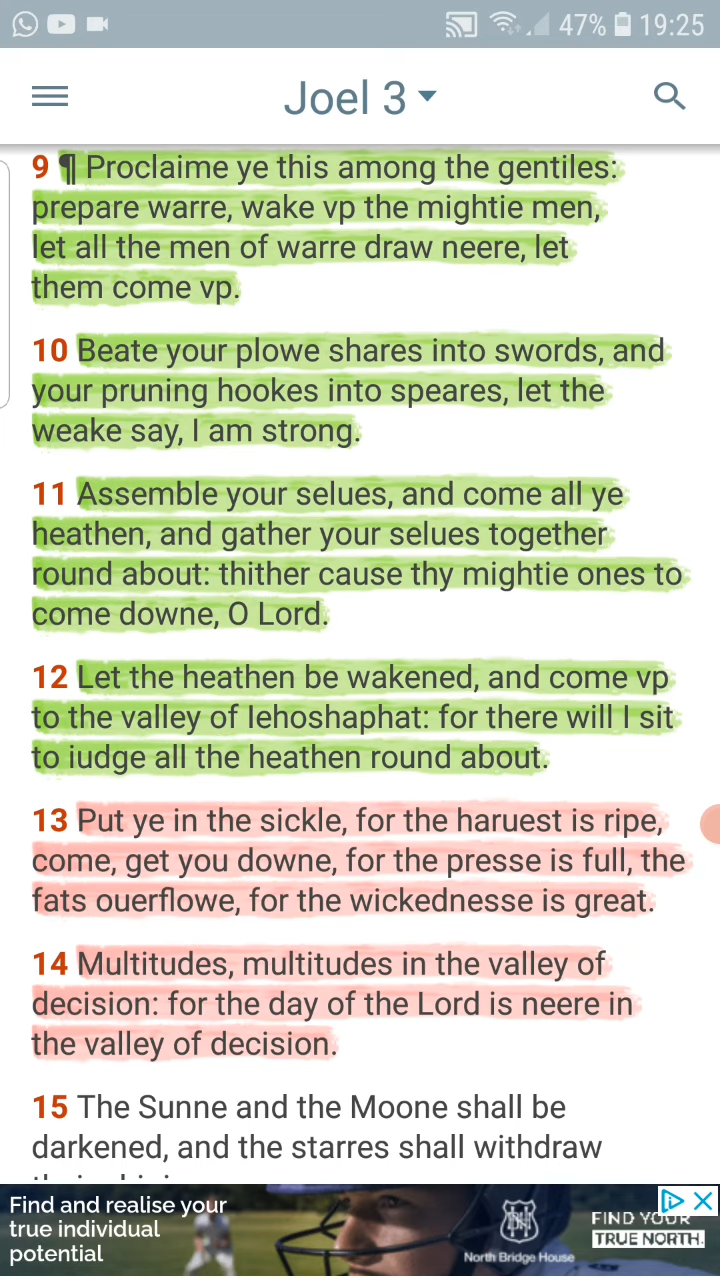 47% 19:25
Joel 3
9 ¶ Proclaime ye this among the gentiles:
prepare warre, wake vp the mightie men,
let all the men of warre draw neere, let
them come vp.
10 Beate your plowe shares into swords, and
your pruning hookes into speares, let the
weake say, I am strong.
11 Assemble your selues, and come all ye
heathen, and gather your selues together
round about: thither cause thy mightie ones to
come downe, O Lord.
12 Let the heathen be wakened, and come vp
to the valley of Iehoshaphat: for there will I sit
to iudge all the heathen round about.
13 Put ye in the sickle, for the haruest is ripe,
come, get you downe, for the presse is full, the
fats ouerflowe, for the wickednesse is great.
14 Multitudes, multitudes in the valley of
decision: for the day of the Lord is neere in
the valley of decision.
15 The Sunne and the Moone shall be
darkened, and the starres shall withdraw
Find and realise your
true individual
potential
North Bridge House
FIND YOUR
TRUE NORTH.